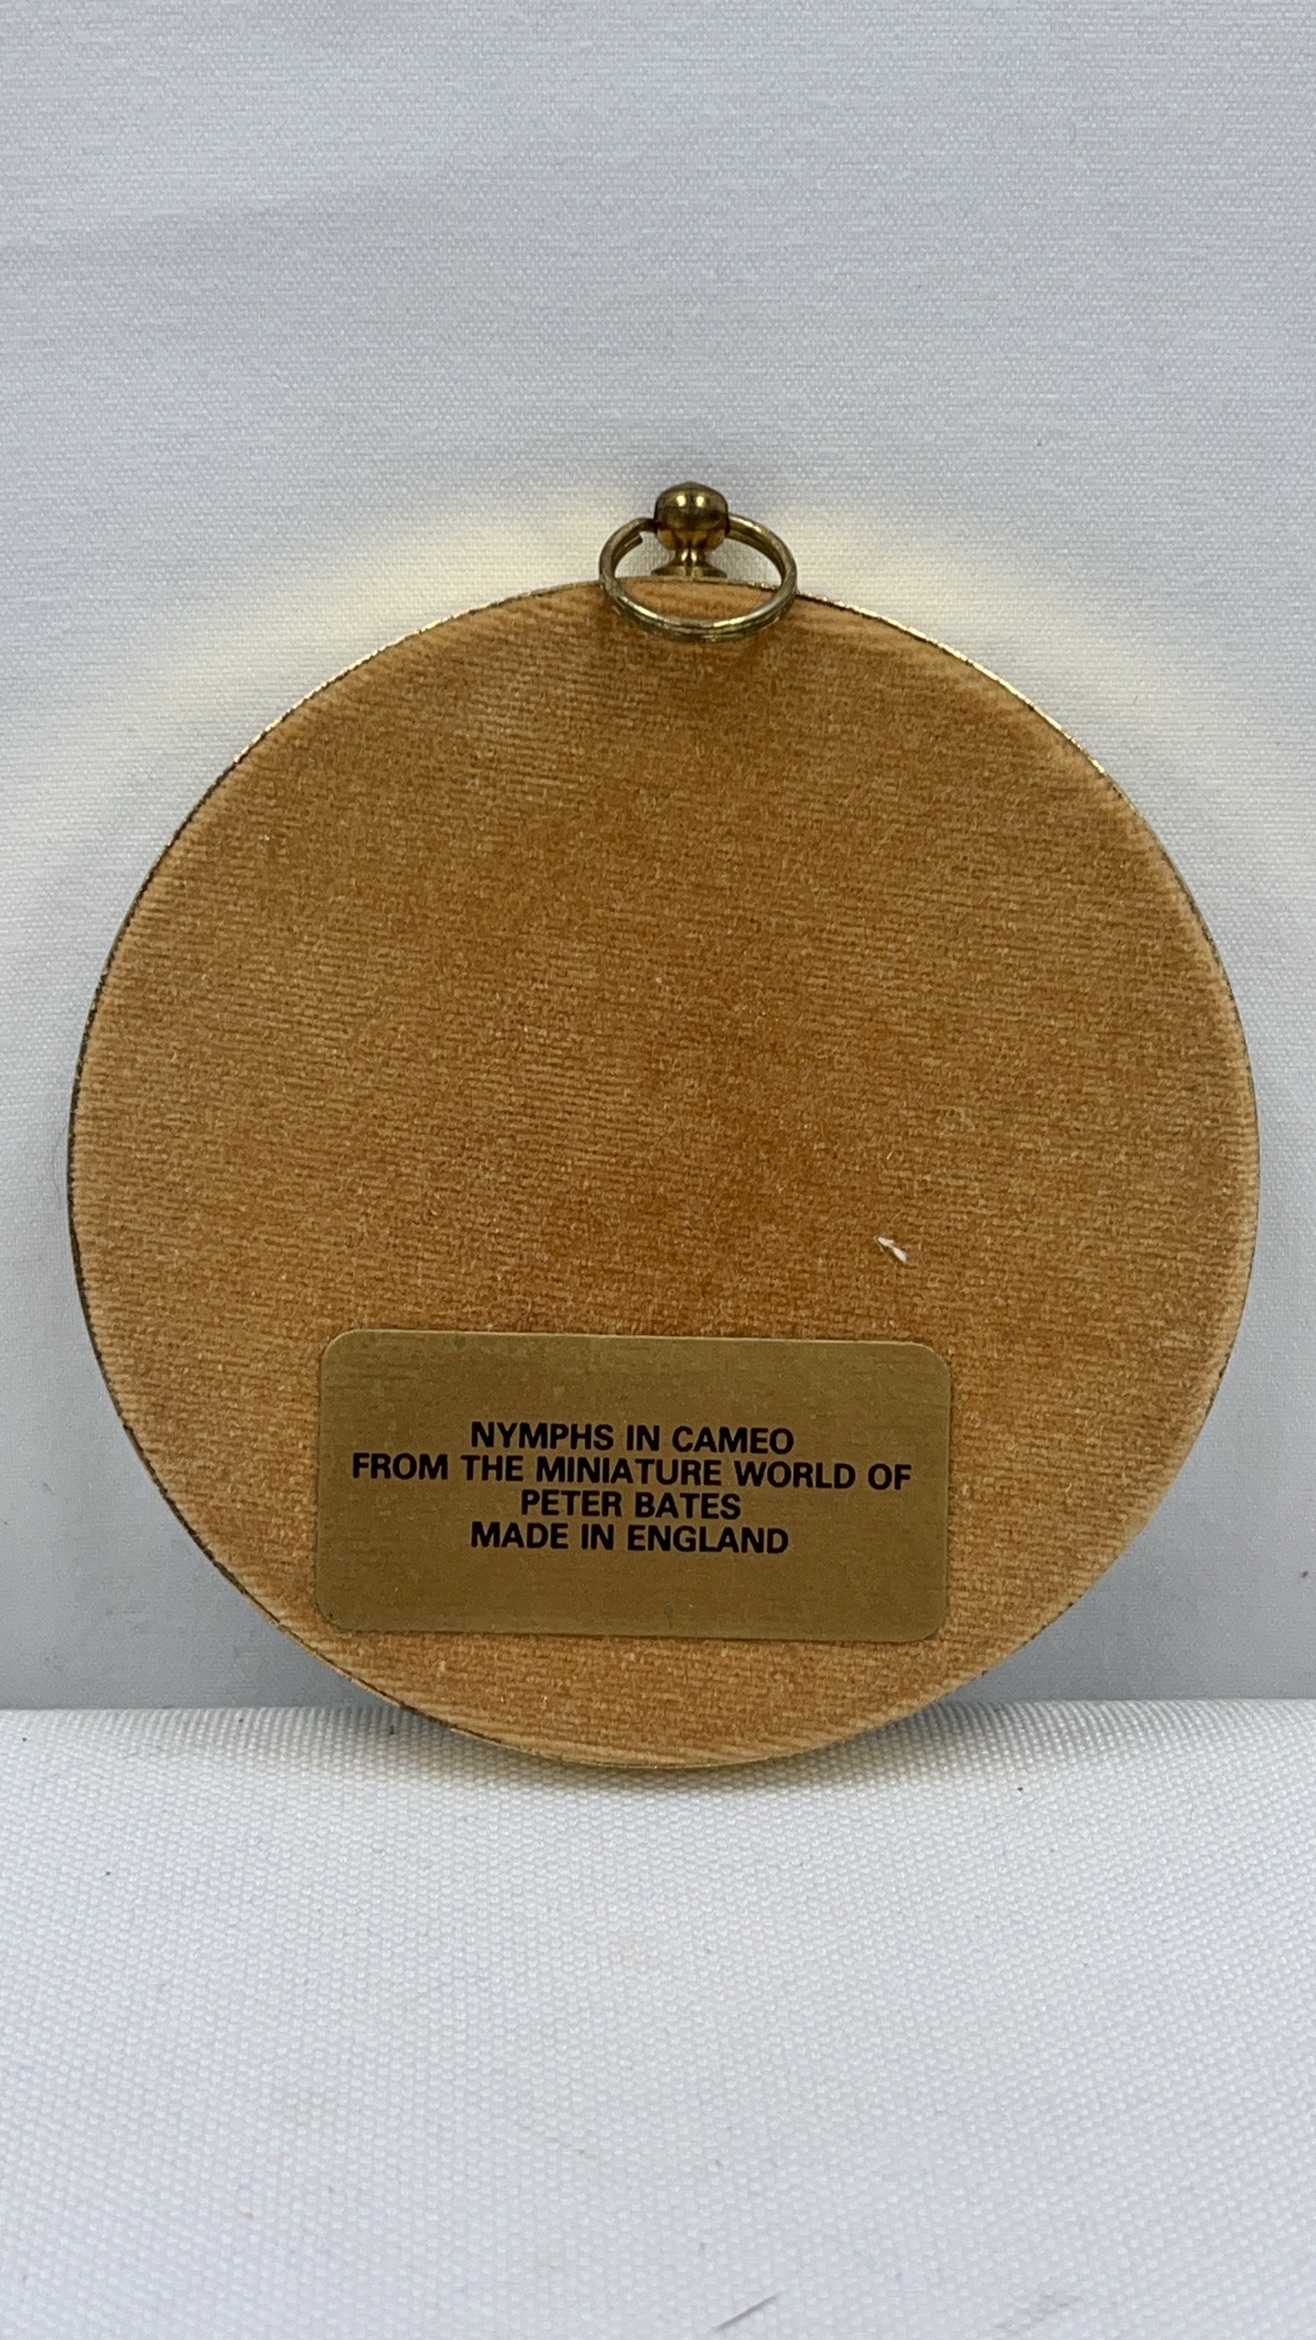 NYMPHS IN CAMEO
FROM THE MINIATURE WORLD OF
PETER BATES
MADE IN ENGLAND